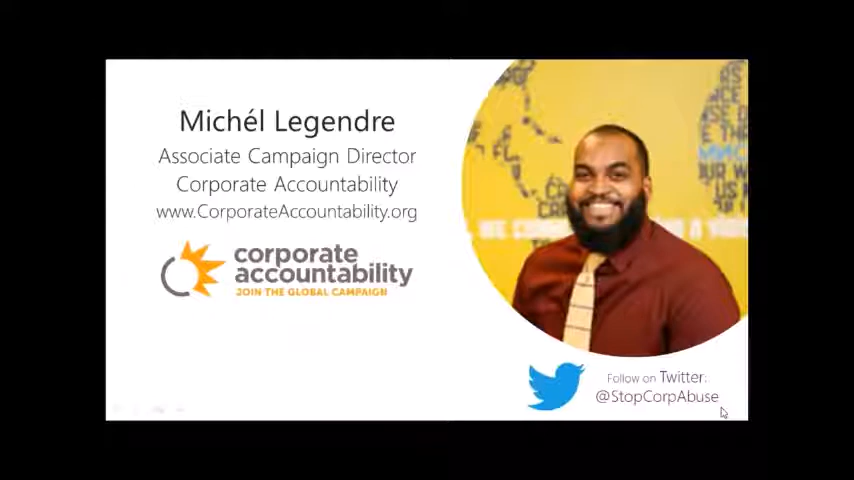 Michél Legendre
Associate Campaign Director
Corporate Accountability
www.CorporateAccountability.org
corporate
accountability
JOIN THE GLOBAL CAMPAIGN
Follow on Twitter:
@StopCorpAbuse